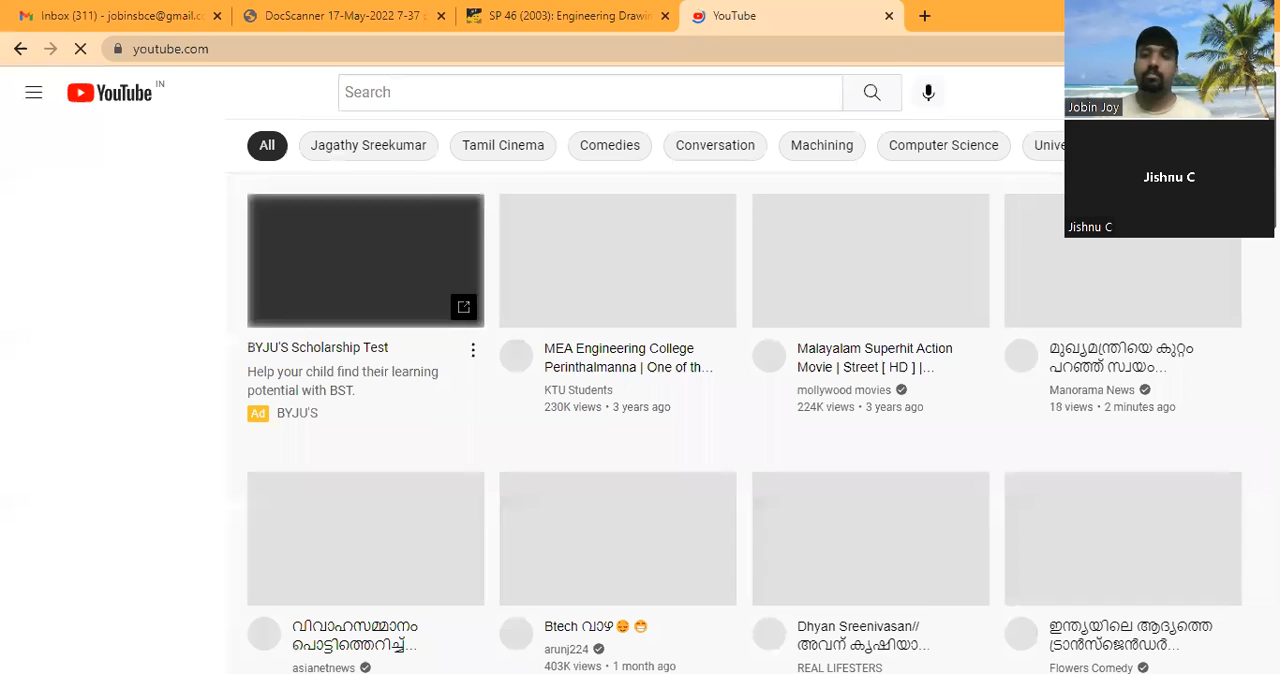 Inbox (311) - jobinsbce@gmail.c
DocScanner 17-May-2022 7-37
SP 46 (2003): Engineering Drawin
YouTube
youtube.com
YouTube IN
Search
All
Jagathy Sreekumar
Tamil Cinema
Comedies
Conversation
Machining
Computer Science
Unive
Jobin Joy
Jishnu C
Jishnu C
BYJU'S Scholarship Test
Help your child find their learning
potential with BST.
Ad BYJU'S
MEA Engineering College
Perinthalmanna | One of th...
KTU Students
230K views • 3 years ago
Malayalam Superhit Action
Movie | Street [ HD ] |...
mollywood movies
224K views • 3 years ago
മുഖ്യമന്ത്രിയെ കുറ്റം
പറഞ്ഞ് സ്വയം...
Manorama News
18 views • 2 minutes ago
വിവാഹസമ്മാനം
പൊട്ടിത്തെറിച്ച്...
asianetnews
Btech വാഴ😌😁
arunj224
403K views • 1 month ago
Dhyan Sreenivasan//
അവന് കൃഷിയാ...
REAL LIFESTERS
ഇന്ത്യയിലെ ആദ്യത്തെ
ട്രാൻസ്ജെൻഡർ...
Flowers Comedy